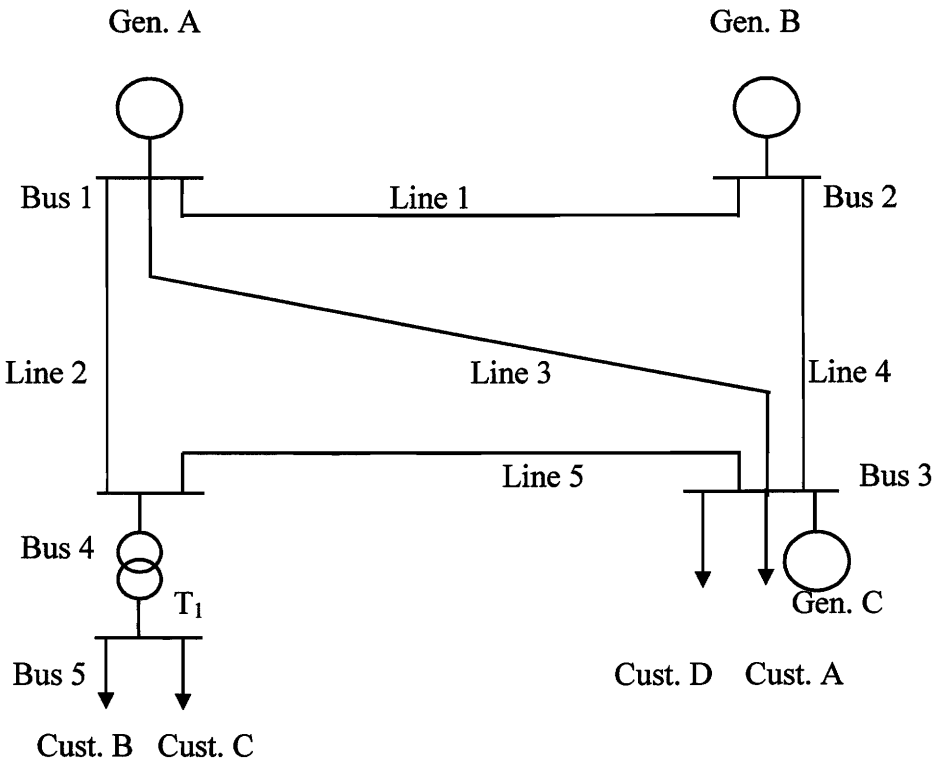 Gen. A
Gen. B
Bus 1
Line 1
Bus 2
Line 2
Line 3
Line 4
Line 5
Bus 3
Bus 4
T1
Gen. C
Bus 5
Cust. D
Cust. A
Cust. B
Cust. C